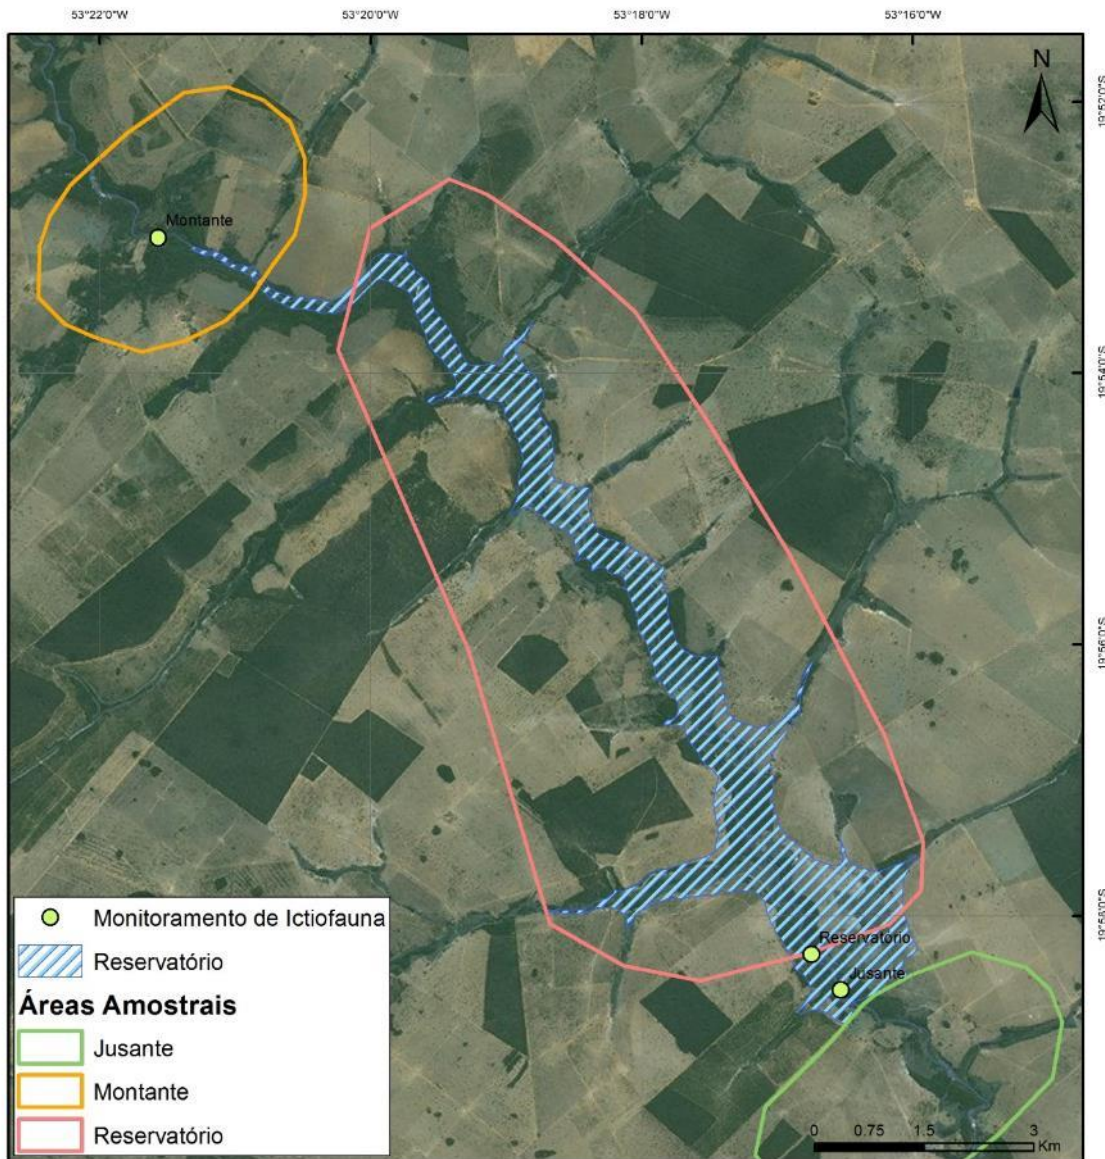 53°22'0"W
53°20'0"W
53°18'0"W
53°16'0"W
N
19°52'0"S
Montante
19°54'0"S
19°56'0"S
19°58'0"S
Reservatório
Jusante
Monitoramento de Ictiofauna
Reservatório
Áreas Amostrais
Jusante
Montante
Reservatório
0 0.75 1.5 3
Km